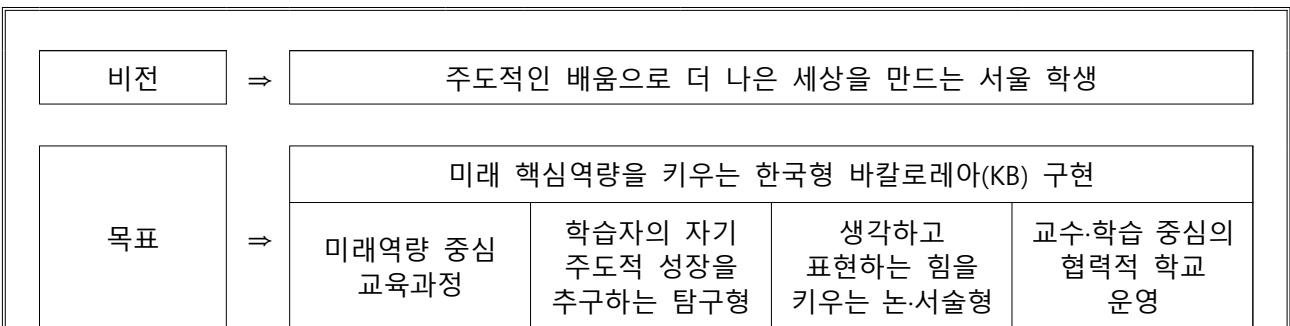 비전 ⇒ 주도적인 배움으로 더 나은 세상을 만드는 서울 학생
미래 핵심역량을 키우는 한국형 바칼로레아(KB) 구현
목표 ⇒
미래역량 중심
교육과정
학습자의 자기
주도적 성장을
추구하는 탐구형
생각하고
표현하는 힘을
키우는 논·서술형
교수·학습 중심의
협력적 학교
운영